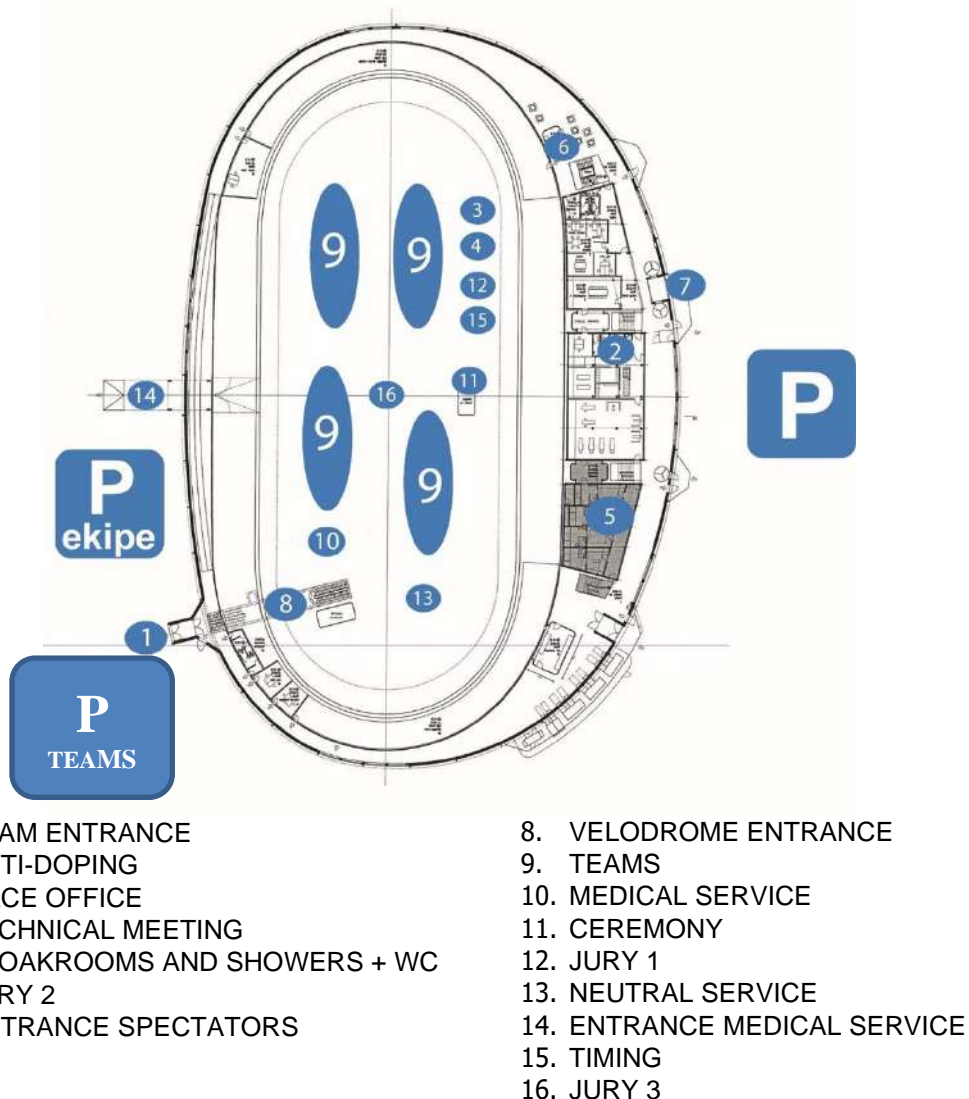 6
3
9
9
4
12
7
15
2
11
14
16
P
9
9
P
ekipe
5
10
8
13
1
P
TEAMS
AM ENTRANCE
TI-DOPING
CE OFFICE
CHNICAL MEETING
OAKROOMS AND SHOWERS + WC
RY 2
TRANCE SPECTATORS
8. VELODROME ENTRANCE
9. TEAMS
10. MEDICAL SERVICE
11. CEREMONY
12. JURY 1
13. NEUTRAL SERVICE
14. ENTRANCE MEDICAL SERVICE
15. TIMING
16. JURY 3